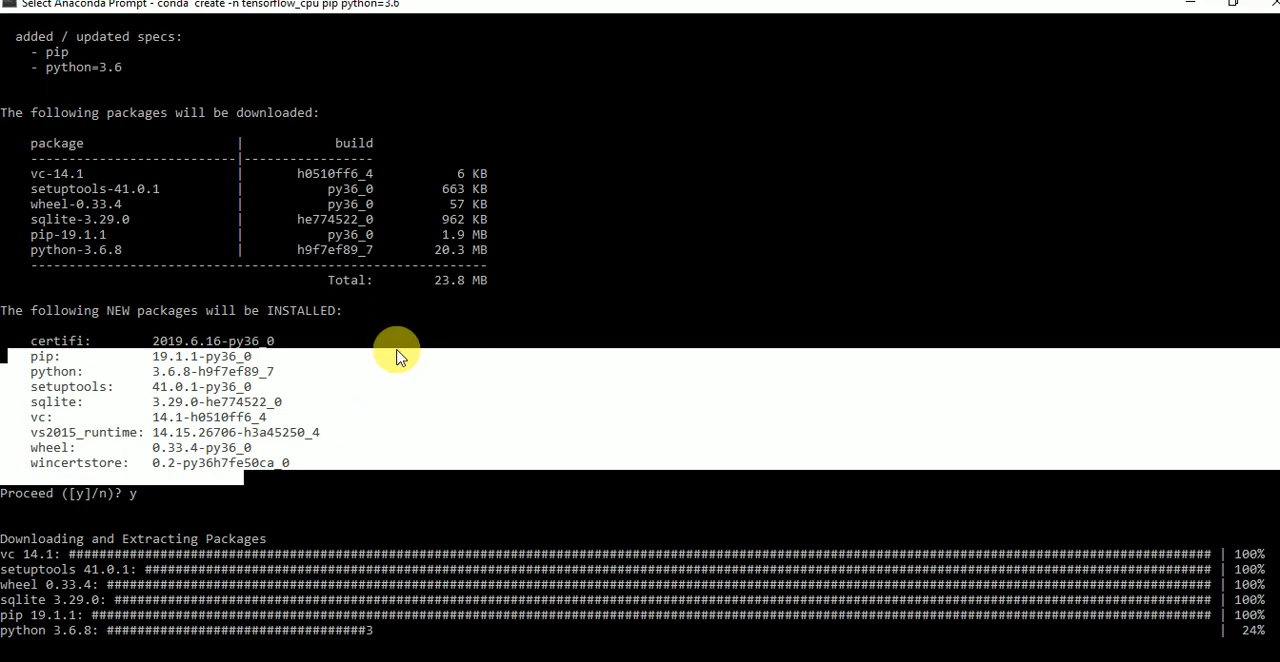 Select Anaconda Prompt - conda create -n tensorflow_cpu pip python=3.6
added / updated specs:
- pip
- python=3.6
The following packages will be downloaded:
package | build
---------------------------|-----------------
vc-14.1 | h0510ff6_4 6 KB
setuptools-41.0.1 | py36_0 663 KB
wheel-0.33.4 | py36_0 57 KB
sqlite-3.29.0 | he774522_0 962 KB
pip-19.1.1 | py36_0 1.9 MB
python-3.6.8 | h9f7ef89_7 20.3 MB
------------------------------------------------------------
Total: 23.8 MB
The following NEW packages will be INSTALLED:
certifi: 2019.6.16-py36_0
pip: 19.1.1-py36_0
python: 3.6.8-h9f7ef89_7
setuptools: 41.0.1-py36_0
sqlite: 3.29.0-he774522_0
vc: 14.1-h0510ff6_4
vs2015_runtime: 14.15.26706-h3a45250_4
wheel: 0.33.4-py36_0
wincertstore: 0.2-py36h7fe50ca_0
Proceed ([y]/n)? y
Downloading and Extracting Packages
vc 14.1: ###################################################################################################################################################### | 100%
setuptools 41.0.1: ############################################################################################################################################ | 100%
wheel 0.33.4: ################################################################################################################################################# | 100%
sqlite 3.29.0: ################################################################################################################################################ | 100%
pip 19.1.1: ################################################################################################################################################### | 100%
python 3.6.8: ##################################3 | 24%